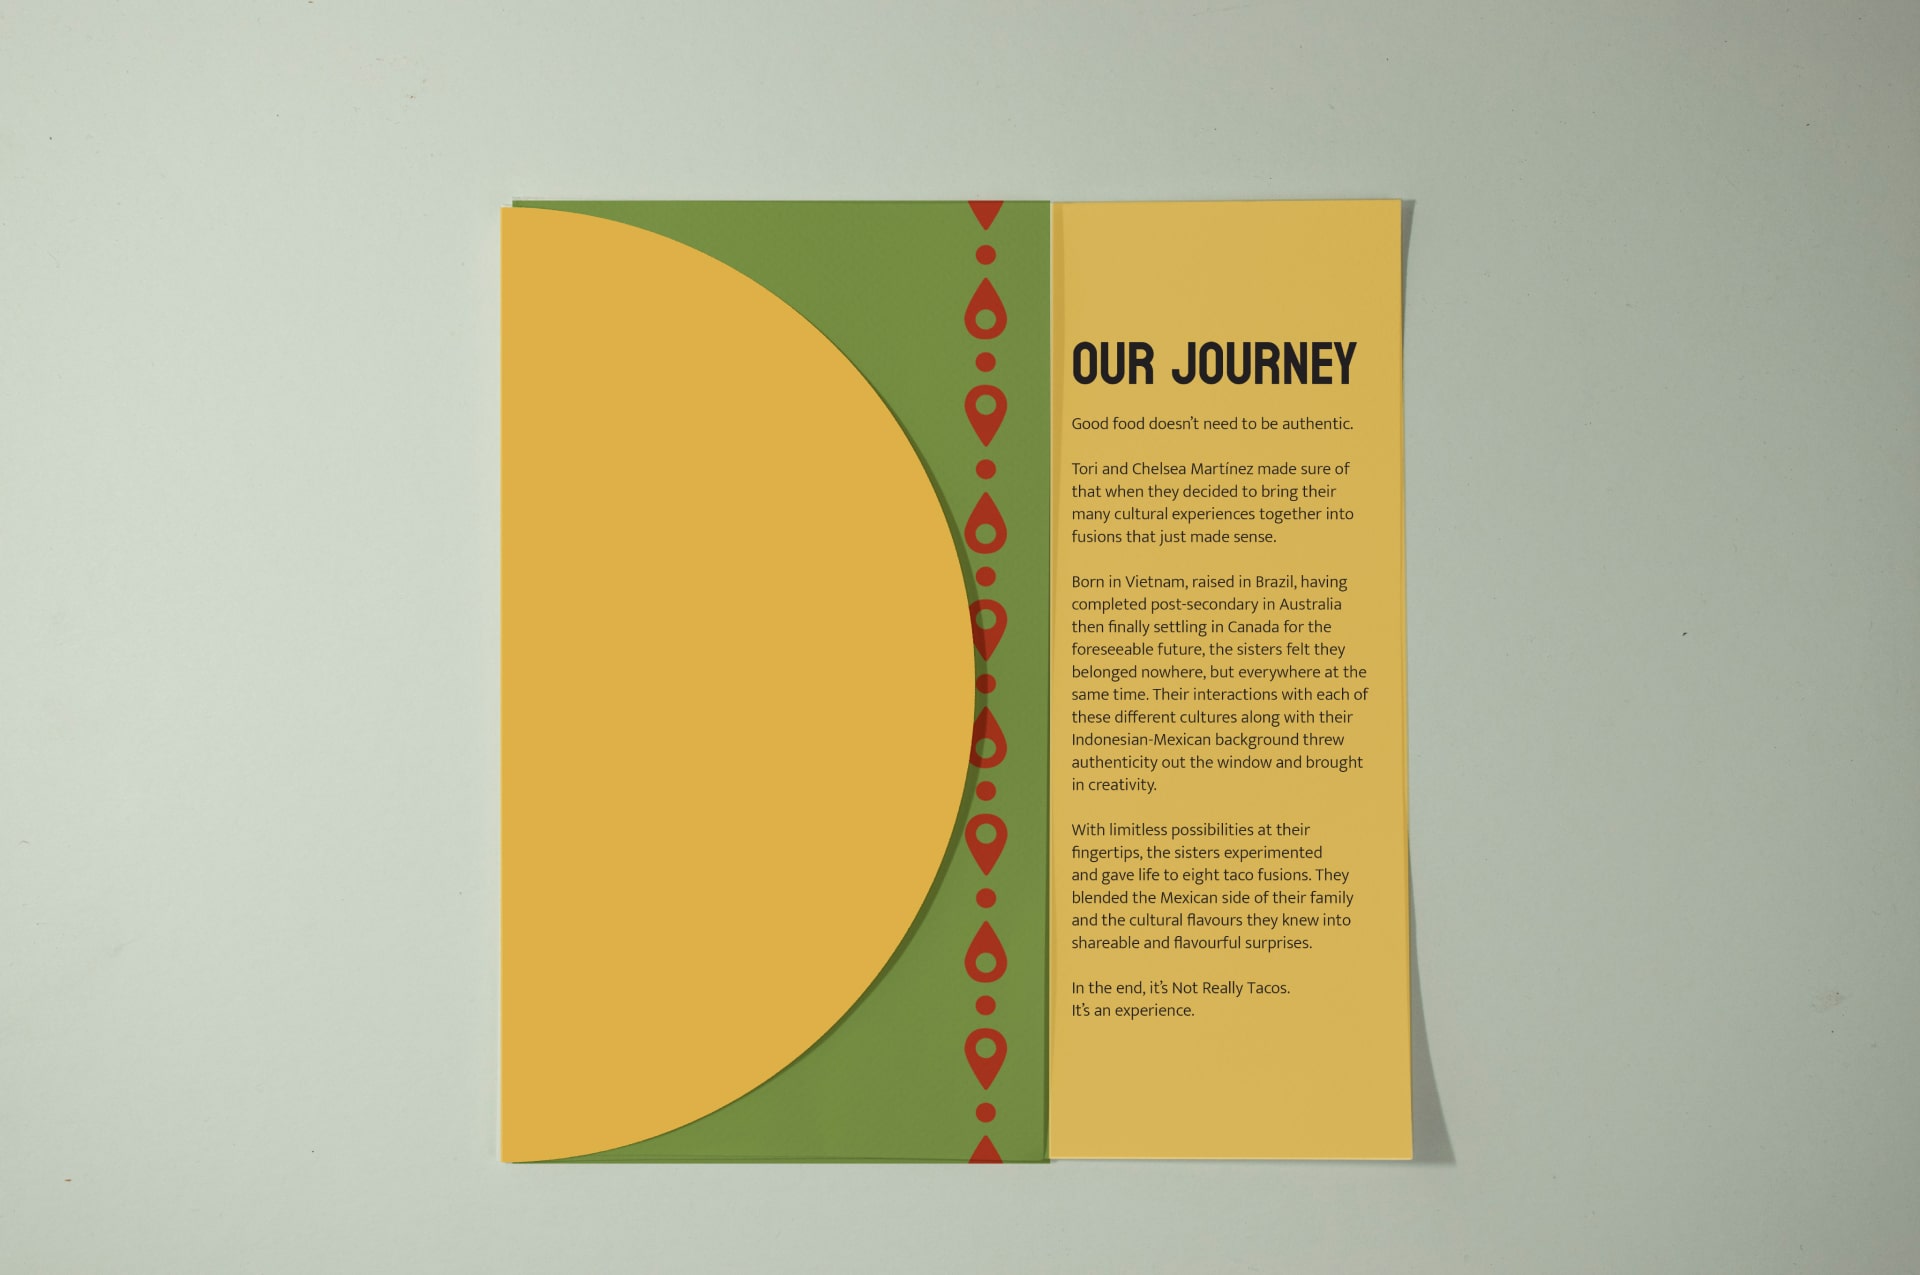 OUR JOURNEY
Good food doesn't need to be authentic.
Tori and Chelsea Martínez made sure of
that when they decided to bring their
many cultural experiences together into
fusions that just made sense.
Born in Vietnam, raised in Brazil, having
completed post-secondary in Australia
then finally settling in Canada for the
foreseeable future, the sisters felt they
belonged nowhere, but everywhere at the
same time. Their interactions with each of
these different cultures along with their
Indonesian-Mexican background threw
authenticity out the window and brought
in creativity.
With limitless possibilities at their
fingertips, the sisters experimented
and gave life to eight taco fusions. They
blended the Mexican side of their family
and the cultural flavours they knew into
shareable and flavourful surprises.
In the end, it's Not Really Tacos.
It's an experience.